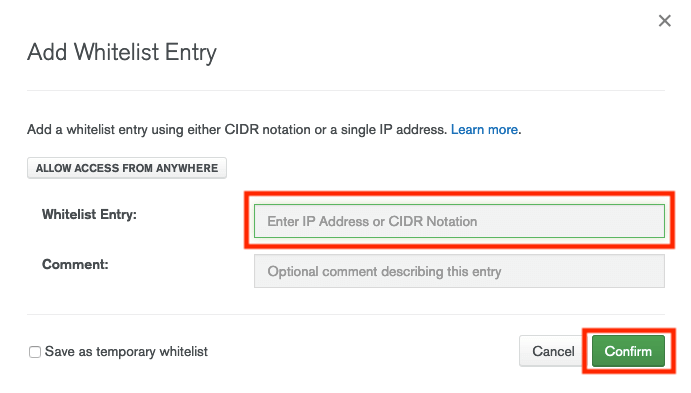 ×
Add Whitelist Entry
Add a whitelist entry using either CIDR notation or a single IP address. Learn more.
ALLOW ACCESS FROM ANYWHERE
Whitelist Entry: Enter IP Address or CIDR Notation
Comment: Optional comment describing this entry
Save as temporary whitelist Cancel Confirm